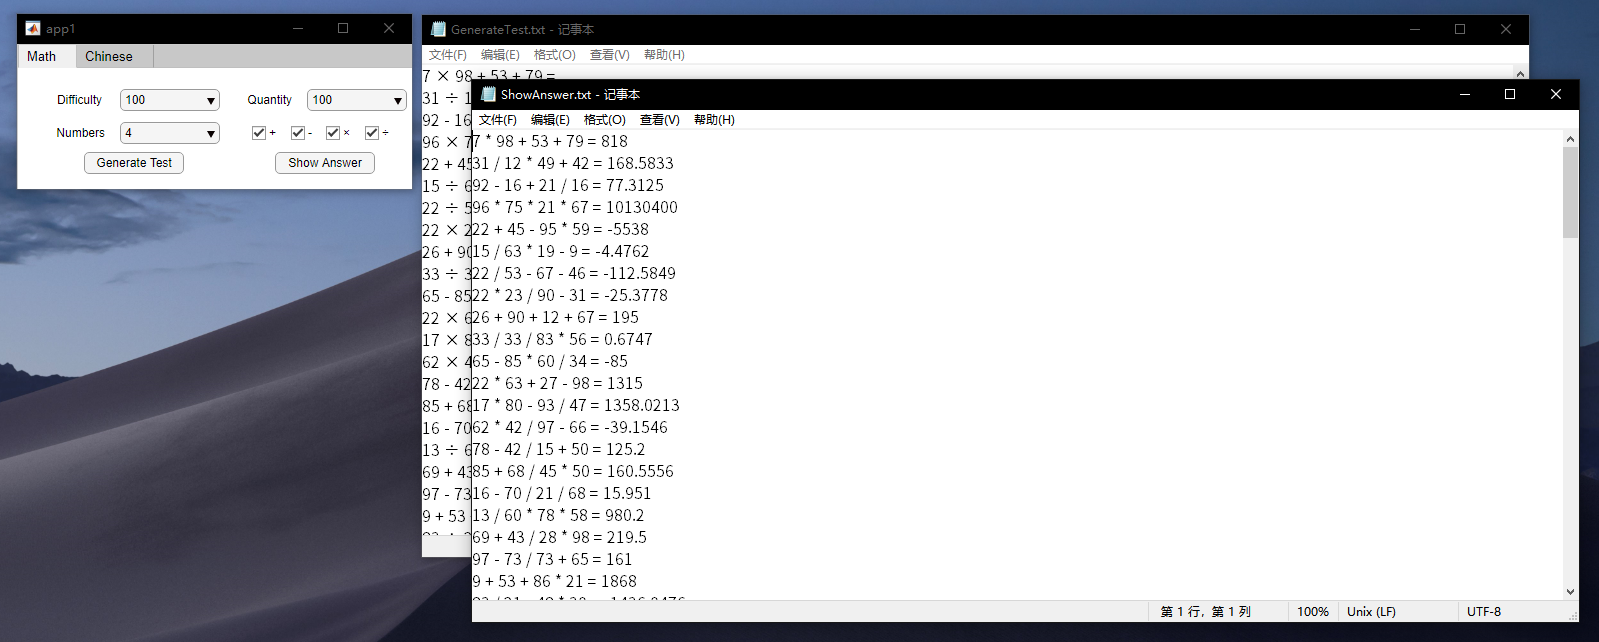 app1
Math Chinese
Difficulty 100 Quantity 100
Numbers 4 + - × ÷
Generate Test Show Answer
GenerateTest.txt - 记事本
文件(F) 编辑(E) 格式(O) 查看(V) 帮助(H)
7 × 98 + 53 + 79 =
31 ÷ 1
92 - 16
96 × 7
22 + 45
15 ÷ 6
22 ÷ 5
22 × 2
26 + 90
33 ÷ 3
65 - 85
22 × 6
17 × 8
62 × 4
78 - 42
85 + 68
16 - 70
13 ÷ 6
69 + 43
97 - 73
9 + 53
ShowAnswer.txt - 记事本
文件(F) 编辑(E) 格式(O) 查看(V) 帮助(H)
7 * 98 + 53 + 79 = 818
31 / 12 * 49 + 42 = 168.5833
92 - 16 + 21 / 16 = 77.3125
96 * 75 * 21 * 67 = 10130400
22 + 45 - 95 * 59 = -5538
15 / 63 * 19 - 9 = -4.4762
22 / 53 - 67 - 46 = -112.5849
22 * 23 / 90 - 31 = -25.3778
26 + 90 + 12 + 67 = 195
33 / 33 / 83 * 56 = 0.6747
65 - 85 * 60 / 34 = -85
22 * 63 + 27 - 98 = 1315
17 * 80 - 93 / 47 = 1358.0213
62 * 42 / 97 - 66 = -39.1546
78 - 42 / 15 + 50 = 125.2
85 + 68 / 45 * 50 = 160.5556
16 - 70 / 21 / 68 = 15.951
13 / 60 * 78 * 58 = 980.2
69 + 43 / 28 * 98 = 219.5
97 - 73 / 73 + 65 = 161
9 + 53 + 86 * 21 = 1868
第 1 行，第 1 列 100% Unix (LF) UTF-8